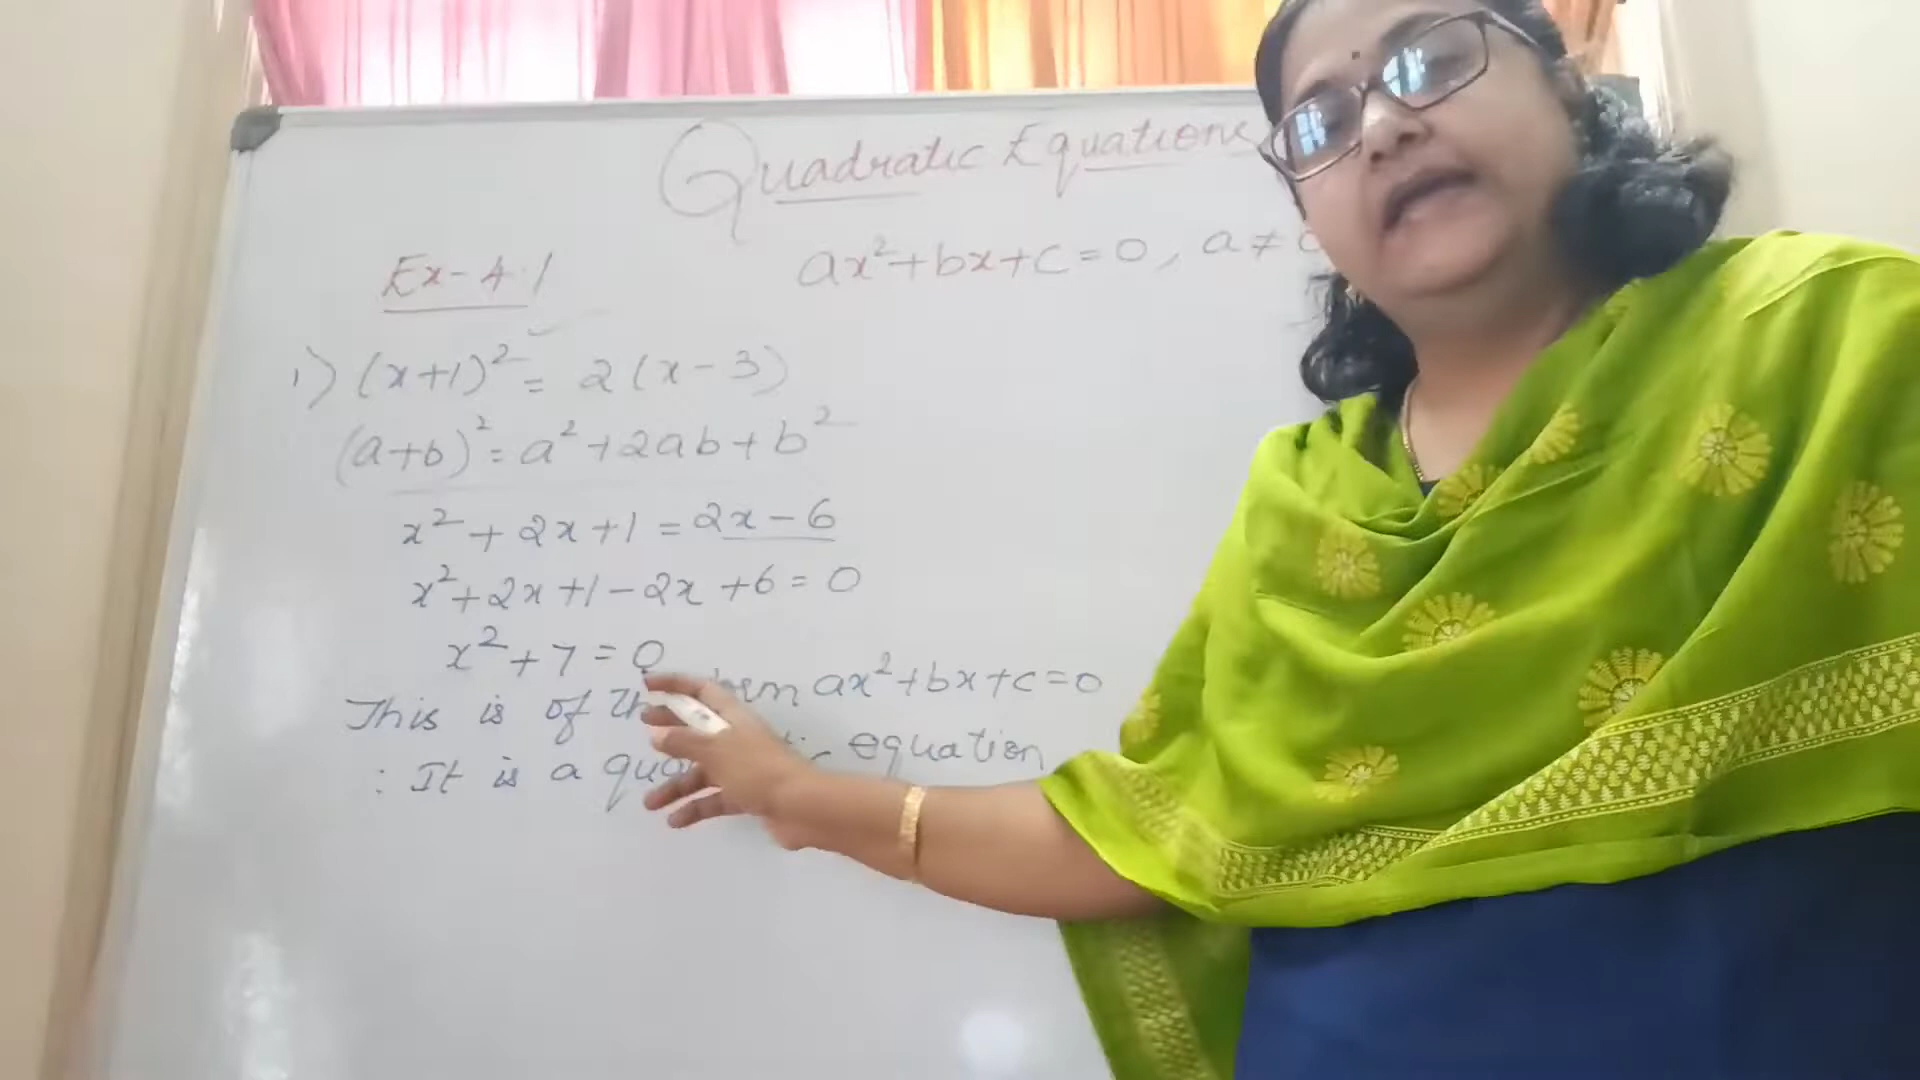 Quadratic Equations
ax²+bx+c=0, a≠0
Ex-4.1
1) (x+1)² = 2(x-3)
(a+b)² = a²+2ab+b²
x²+2x+1 = 2x-6
x²+2x+1-2x+6=0
x²+7=0
This is of the form ax²+bx+c=0
: It is a equation